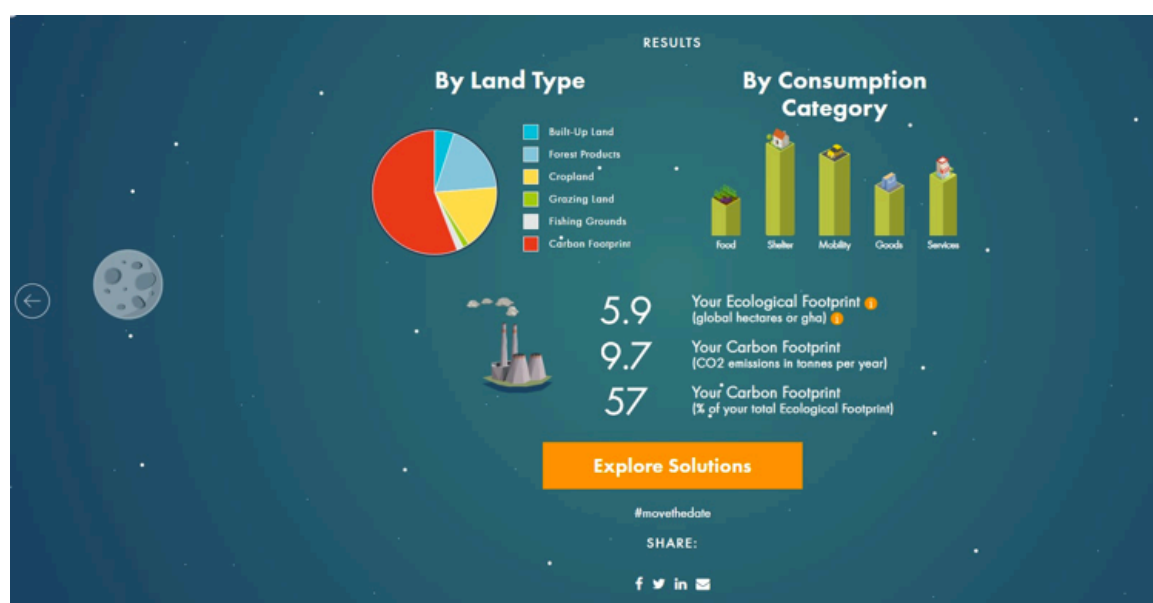 RESULTS
By Land Type
Built-Up Land
Forest Products
Cropland
Grazing Land
Fishing Grounds
Carbon Footprint
By Consumption
Category
Food
Shelter
Mobility
Goods
Services
5.9
Your Ecological Footprint
(global hectares or gha)
9.7
Your Carbon Footprint
(CO2 emissions in tonnes per year)
57
Your Carbon Footprint
(% of your total Ecological Footprint)
Explore Solutions
#movethedate
SHARE: